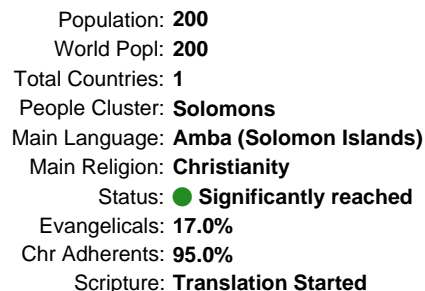 Population: 200
World Popl: 200
Total Countries: 1
People Cluster: Solomons
Main Language: Amba (Solomon Islands)
Main Religion: Christianity
Status: Significantly reached
Evangelicals: 17.0%
Chr Adherents: 95.0%
Scripture: Translation Started